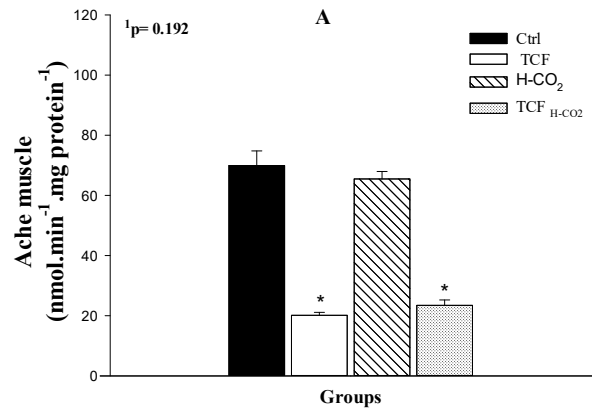 ¹p= 0.192
A
Ctrl
TCF
H-CO₂
TCF H-CO2
120
100
80
60
40
20
0
Ache muscle
(nmol.min⁻¹.mg protein⁻¹)
*
*
Groups